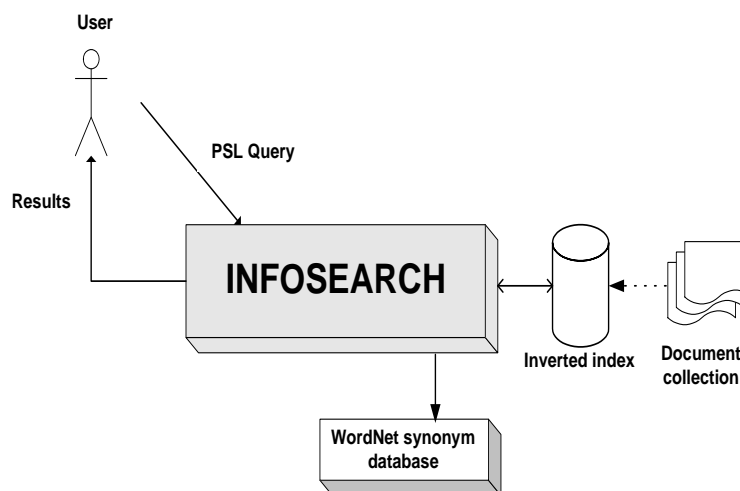 User
PSL Query
Results
INFOSEARCH
Inverted index
Document
collection
WordNet synonym
database